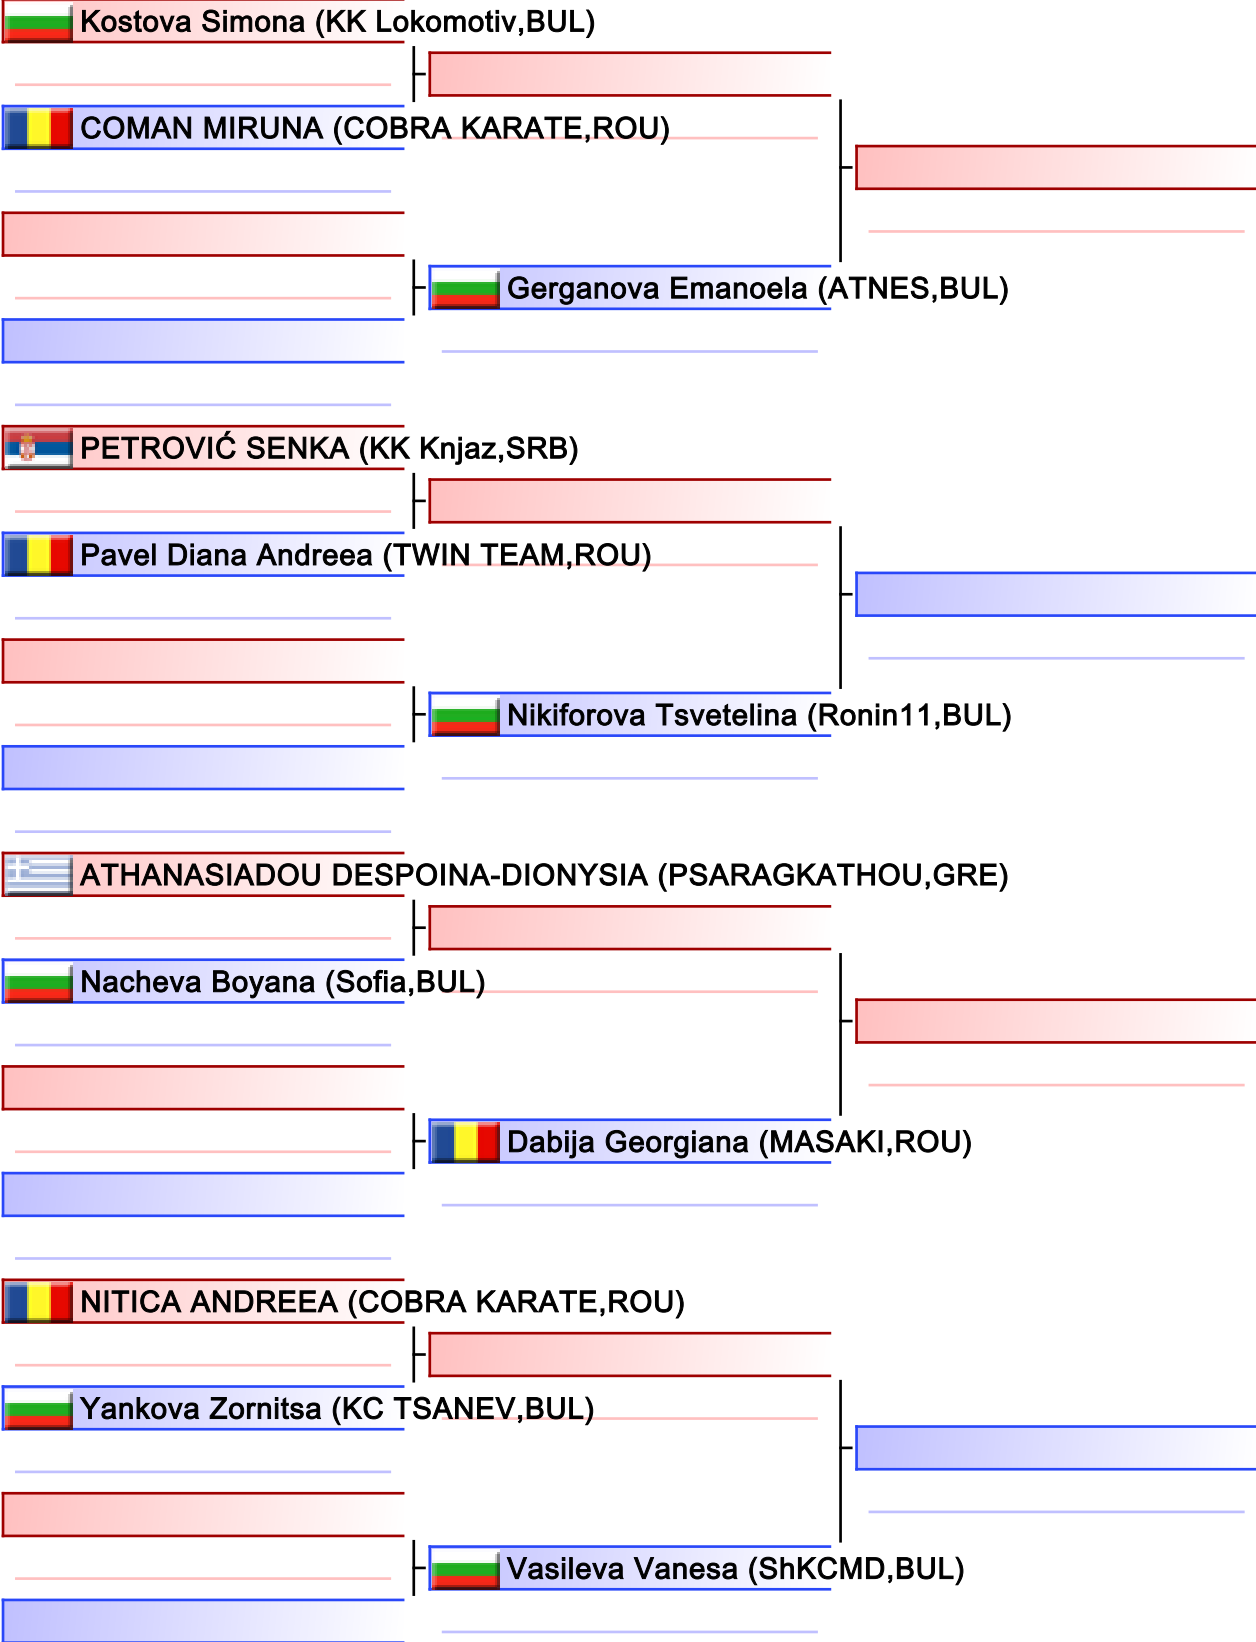 Kostova Simona (KK Lokomotiv,BUL)
COMAN MIRUNA (COBRA KARATE,ROU)
Gerganova Emanoela (ATNES,BUL)
PETROVIĆ SENKA (KK Knjaz,SRB)
Pavel Diana Andreea (TWIN TEAM,ROU)
Nikiforova Tsvetelina (Ronin11,BUL)
ATHANASIADOU DESPOINA-DIONYSIA (PSARAGKATHOU,GRE)
Nacheva Boyana (Sofia,BUL)
Dabija Georgiana (MASAKI,ROU)
NITICA ANDREEA (COBRA KARATE,ROU)
Yankova Zornitsa (KC TSANEV,BUL)
Vasileva Vanesa (ShKCMD,BUL)